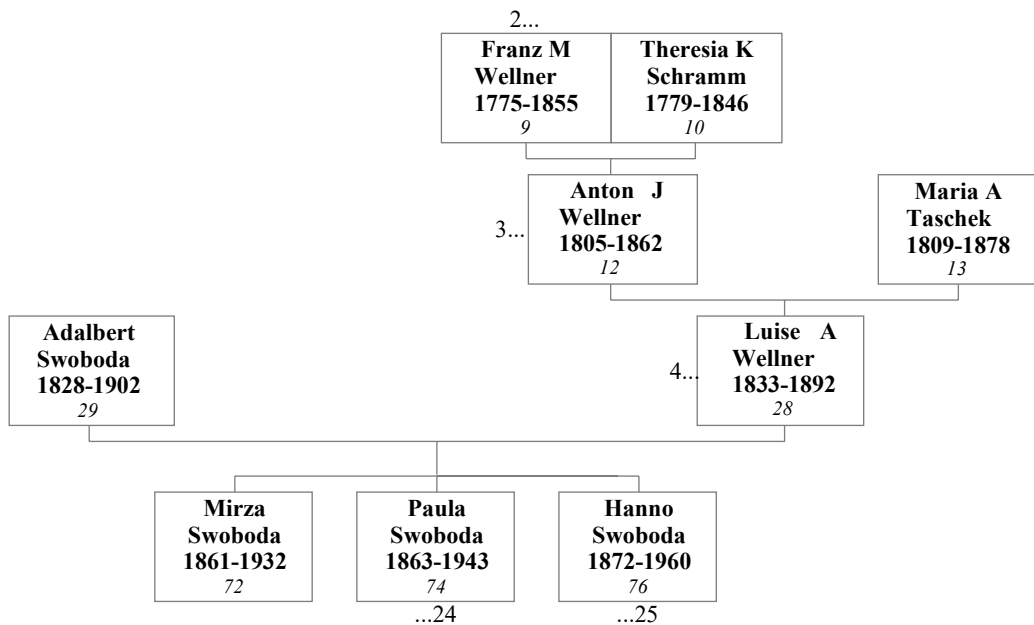 2...
Franz M
Wellner
1775-1855
9
Theresia K
Schramm
1779-1846
10
3...
Anton J
Wellner
1805-1862
12
Maria A
Taschek
1809-1878
13
Adalbert
Swoboda
1828-1902
29
4...
Luise A
Wellner
1833-1892
28
Mirza
Swoboda
1861-1932
72
Paula
Swoboda
1863-1943
74
...24
Hanno
Swoboda
1872-1960
76
...25